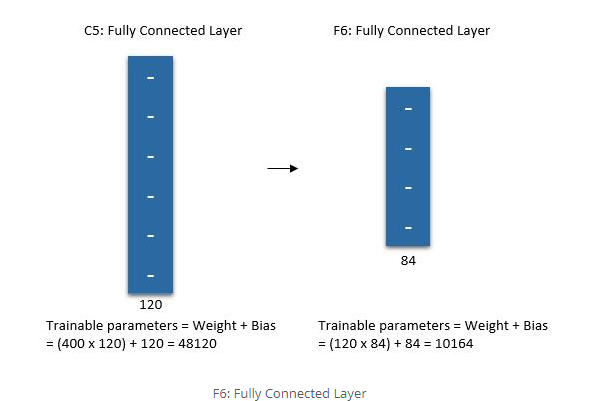 C5: Fully Connected Layer
F6: Fully Connected Layer
120
84
Trainable parameters = Weight + Bias
= (400 x 120) + 120 = 48120
Trainable parameters = Weight + Bias
= (120 x 84) + 84 = 10164
F6: Fully Connected Layer